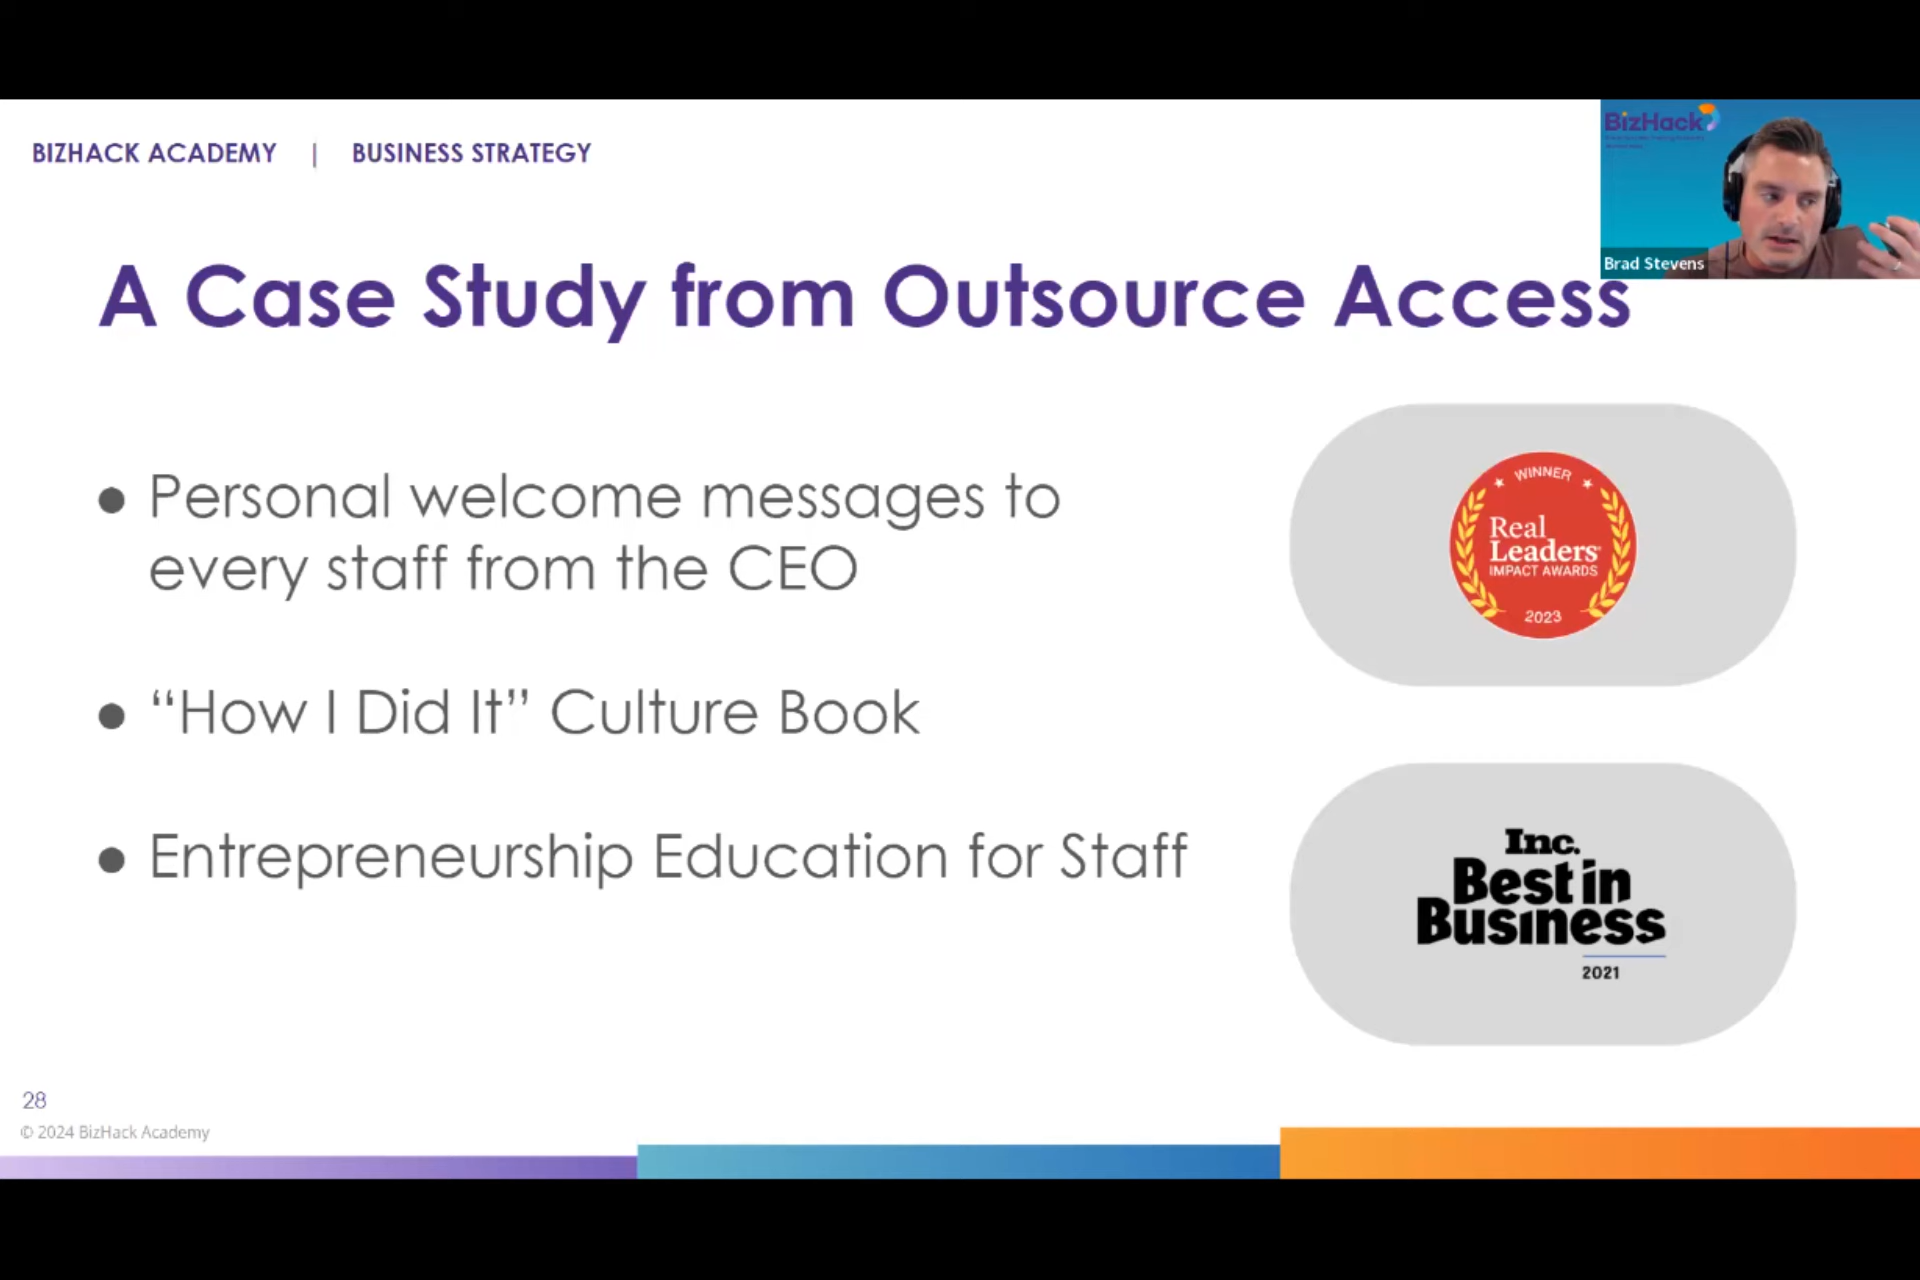 BIZHACK ACADEMY | BUSINESS STRATEGY
BizHack
Brad Stevens
A Case Study from Outsource Access
● Personal welcome messages to
every staff from the CEO
● “How I Did It” Culture Book
● Entrepreneurship Education for Staff
WINNER
Real
Leaders®
IMPACT AWARDS
2023
Inc.
Best in
Business
2021
28
© 2024 BizHack Academy